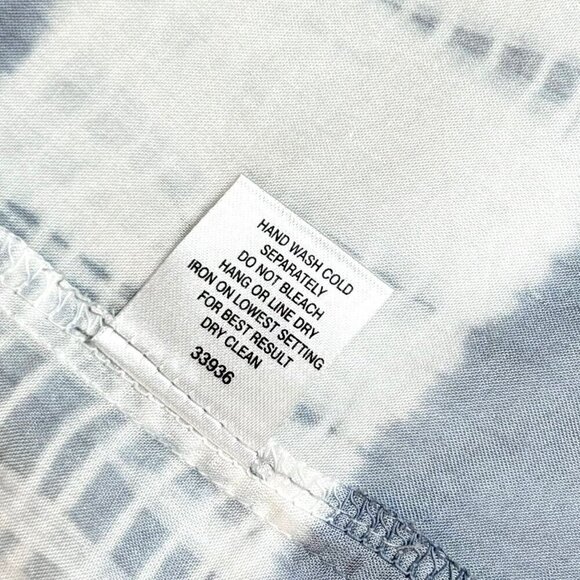 HAND WASH COLD
SEPARATELY
DO NOT BLEACH
HANG OR LINE DRY
IRON ON LOWEST SETTING
FOR BEST RESULT
DRY CLEAN
33936